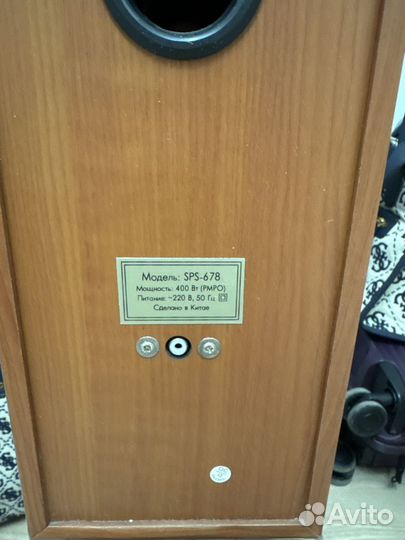 Модель: SPS-678
Мощность: 400 Вт (PMPO)
Питание: ~220 В, 50 Гц
Сделано в Китае
Avito